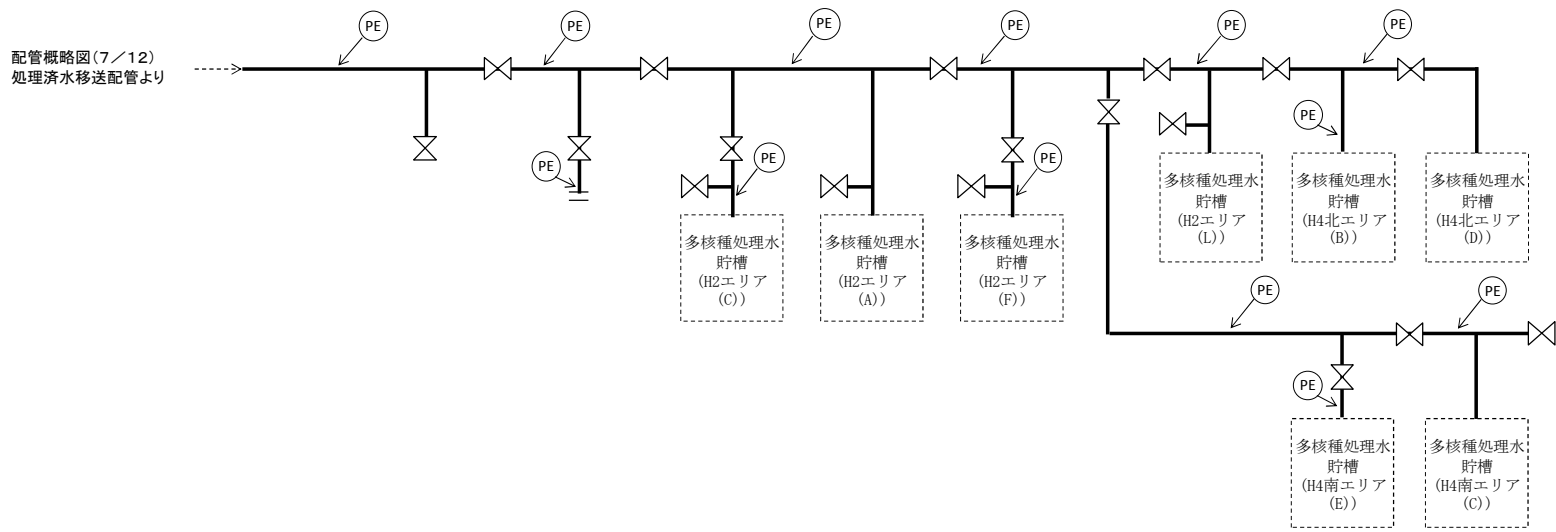 PE
PE
PE
PE
PE
PE
配管概略図(7／12)
処理済水移送配管より
PE
PE
PE
PE
多核種処理水
貯槽
(H2エリア
(L))
多核種処理水
貯槽
(H4北エリア
(B))
多核種処理水
貯槽
(H4北エリア
(D))
多核種処理水
貯槽
(H2エリア
(C))
多核種処理水
貯槽
(H2エリア
(A))
多核種処理水
貯槽
(H2エリア
(F))
PE
PE
PE
多核種処理水
貯槽
(H4南エリア
(E))
多核種処理水
貯槽
(H4南エリア
(C))